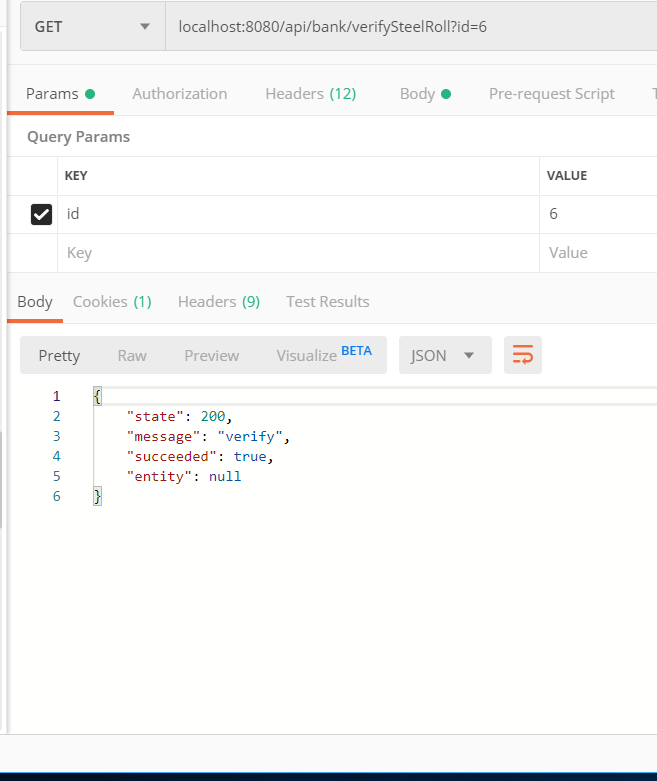 GET localhost:8080/api/bank/verifySteelRoll?id=6
Params Authorization Headers (12) Body Pre-request Script T
Query Params
KEY VALUE
id 6
Key Value
Body Cookies (1) Headers (9) Test Results
Pretty Raw Preview Visualize BETA JSON
1 {
2 "state": 200,
3 "message": "verify",
4 "succeeded": true,
5 "entity": null
6 }